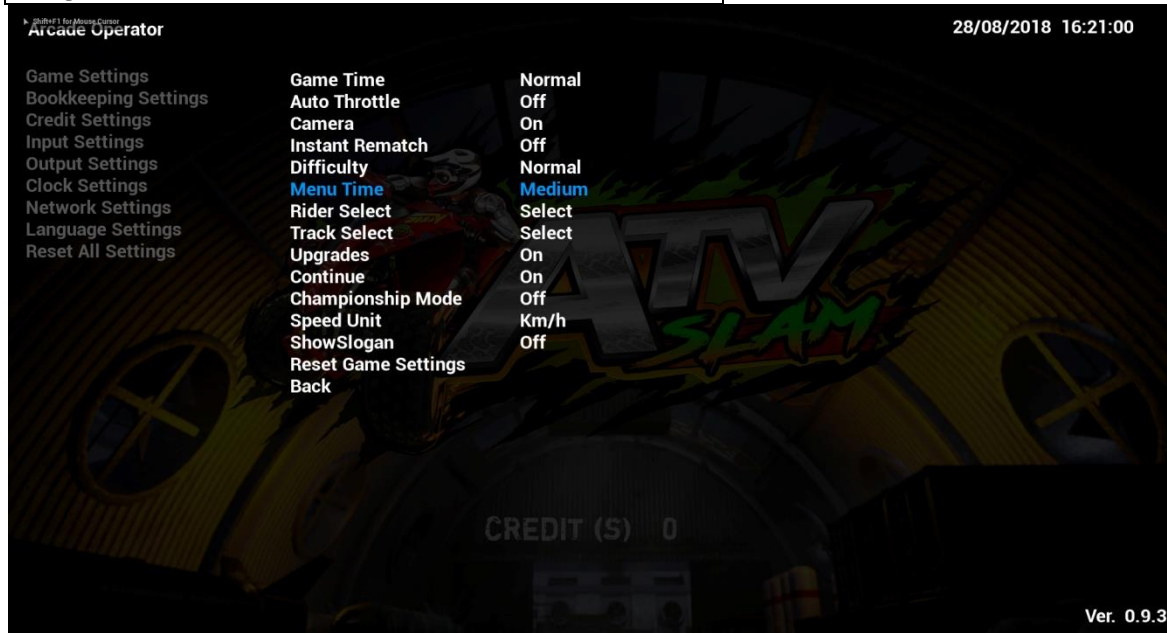 Shift+F1 for Mouse Cursor
Arcade Operator
28/08/2018 16:21:00
Game Settings
Bookkeeping Settings
Credit Settings
Input Settings
Output Settings
Clock Settings
Network Settings
Language Settings
Reset All Settings
Game Time Normal
Auto Throttle Off
Camera On
Instant Rematch Off
Difficulty Normal
Menu Time Medium
Rider Select Select
Track Select Select
Upgrades On
Continue On
Championship Mode Off
Speed Unit Km/h
ShowSlogan Off
Reset Game Settings
Back
ATV
SLAM
CREDIT (S) 0
Ver. 0.9.3